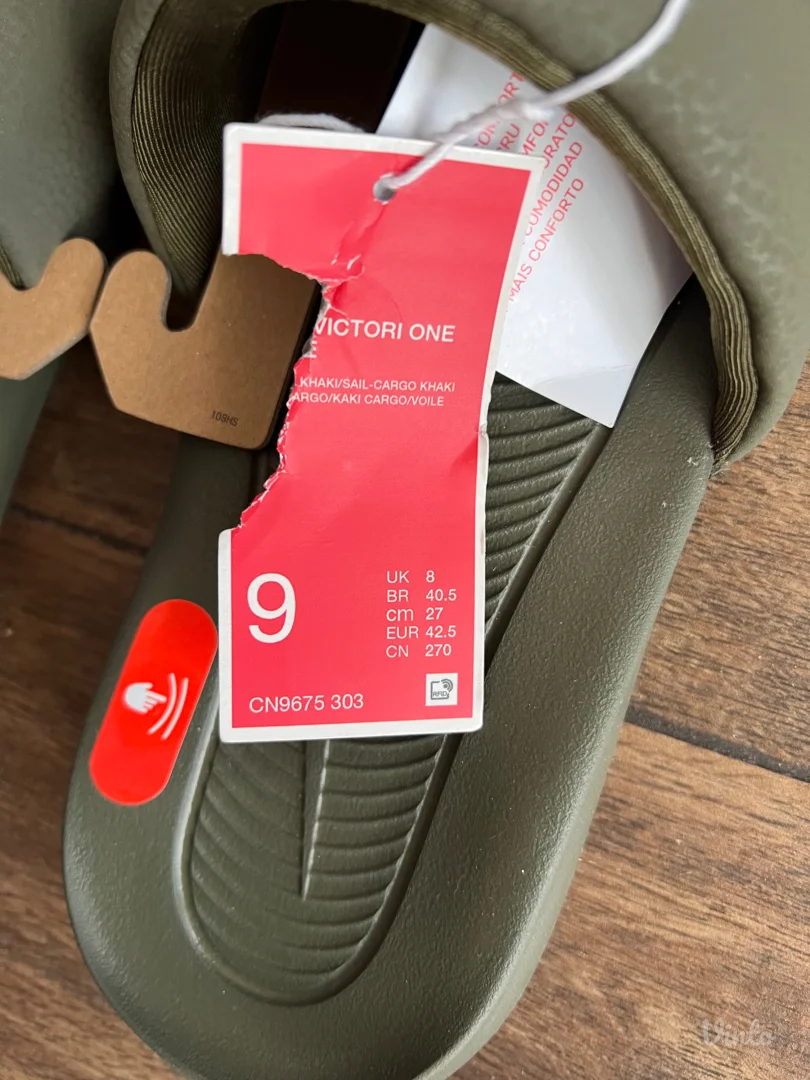 VICTORI ONE
KHAKI/SAIL-CARGO KHAKI
ARGO/KAKI CARGO/VOILE
9
UK 8
BR 40.5
cm 27
EUR 42.5
CN 270
CN9675 303
RFID
108HS
COMODIDAD
MAIS CONFORTO